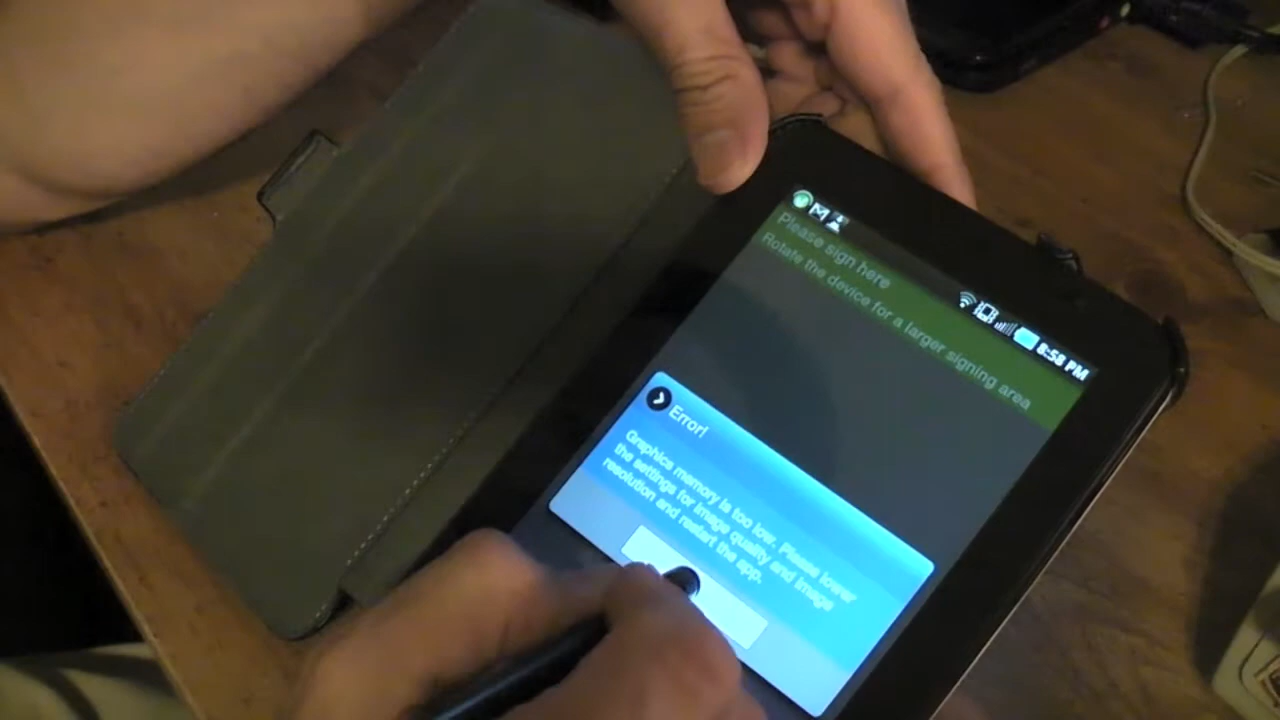 8:58 PM
Please sign here
Rotate the device for a larger signing area
Error!
Graphics memory is too low. Please lower
the settings for image quality and image
resolution and restart the app.